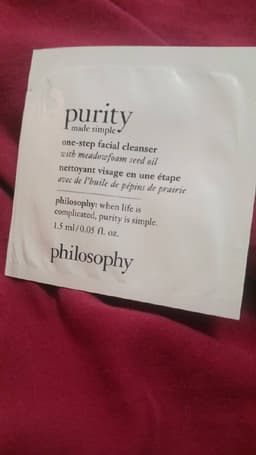 purity
made simple
one-step facial cleanser
with meadowfoam seed oil
nettoyant visage en une étape
avec de l'huile de pépins de prairie
philosophy: when life is
complicated, purity is simple.
1.5 ml/0.05 fl. oz.
philosophy